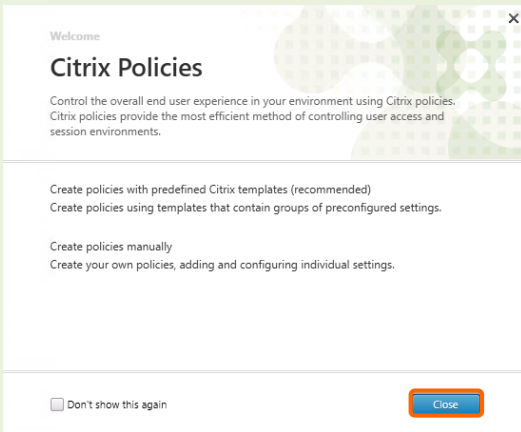 Welcome
Citrix Policies
Control the overall end user experience in your environment using Citrix policies.
Citrix policies provide the most efficient method of controlling user access and
session environments.
Create policies with predefined Citrix templates (recommended)
Create policies using templates that contain groups of preconfigured settings.
Create policies manually
Create your own policies, adding and configuring individual settings.
Don't show this again
Close